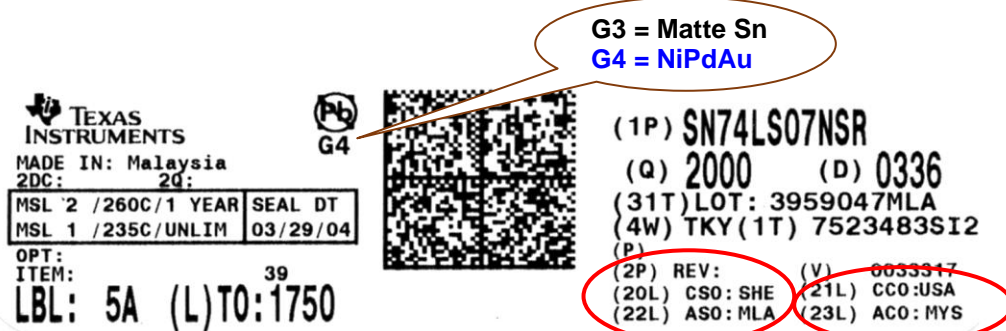 G3 = Matte Sn
G4 = NiPdAu
TEXAS
INSTRUMENTS
Pb
G4
MADE IN: Malaysia
2DC: 2Q:
MSL 2 /260C/1 YEAR SEAL DT
MSL 1 /235C/UNLIM 03/29/04
OPT:
ITEM: 39
LBL: 5A (L)TO:1750
(1P) SN74LS07NSR
(Q) 2000 (D) 0336
(31T)LOT: 3959047MLA
(4W) TKY(1T) 7523483SI2
(P)
(2P) REV: (V) 0033317
(20L) CSO:SHE (21L) CCO:USA
(22L) ASO:MLA (23L) ACO:MYS